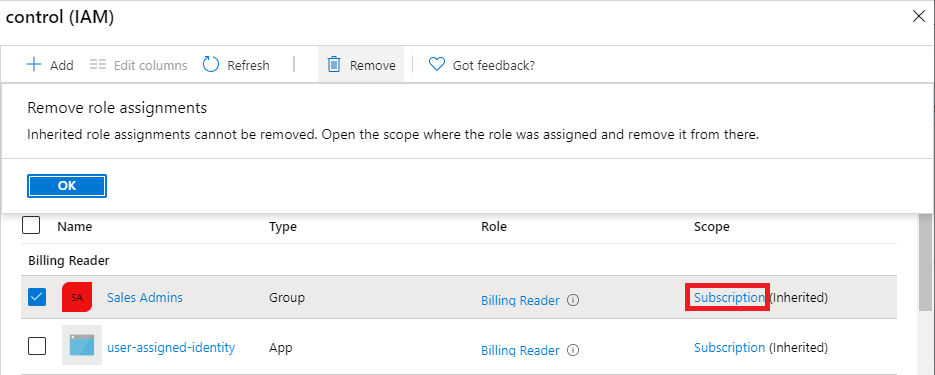 control (IAM)
Add Edit columns Refresh Remove Got feedback?
Remove role assignments
Inherited role assignments cannot be removed. Open the scope where the role was assigned and remove it from there.
OK
Name Type Role Scope
Billing Reader
SA Sales Admins Group Billing Reader Subscription (Inherited)
user-assigned-identity App Billing Reader Subscription (Inherited)